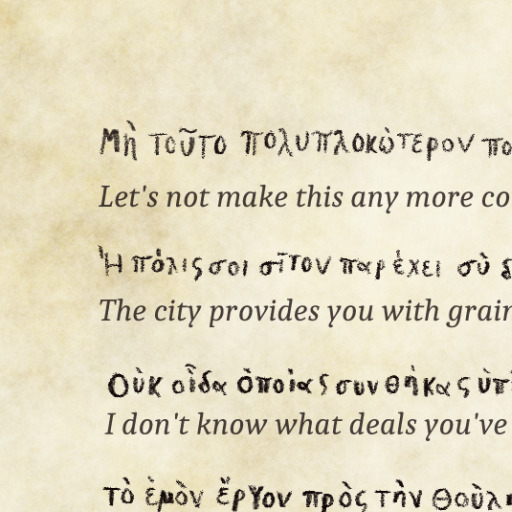 Μὴ τοῦτο πολυπλοκώτερον
Let's not make this any more
Ἡ πόλις σοι σῖτον παρέχει σὺ
The city provides you with grain
Οὐκ οἶδα ὁποίας συνθήκας
I don't know what deals you've
τὸ ἐμὸν ἔργον πρὸς τὴν